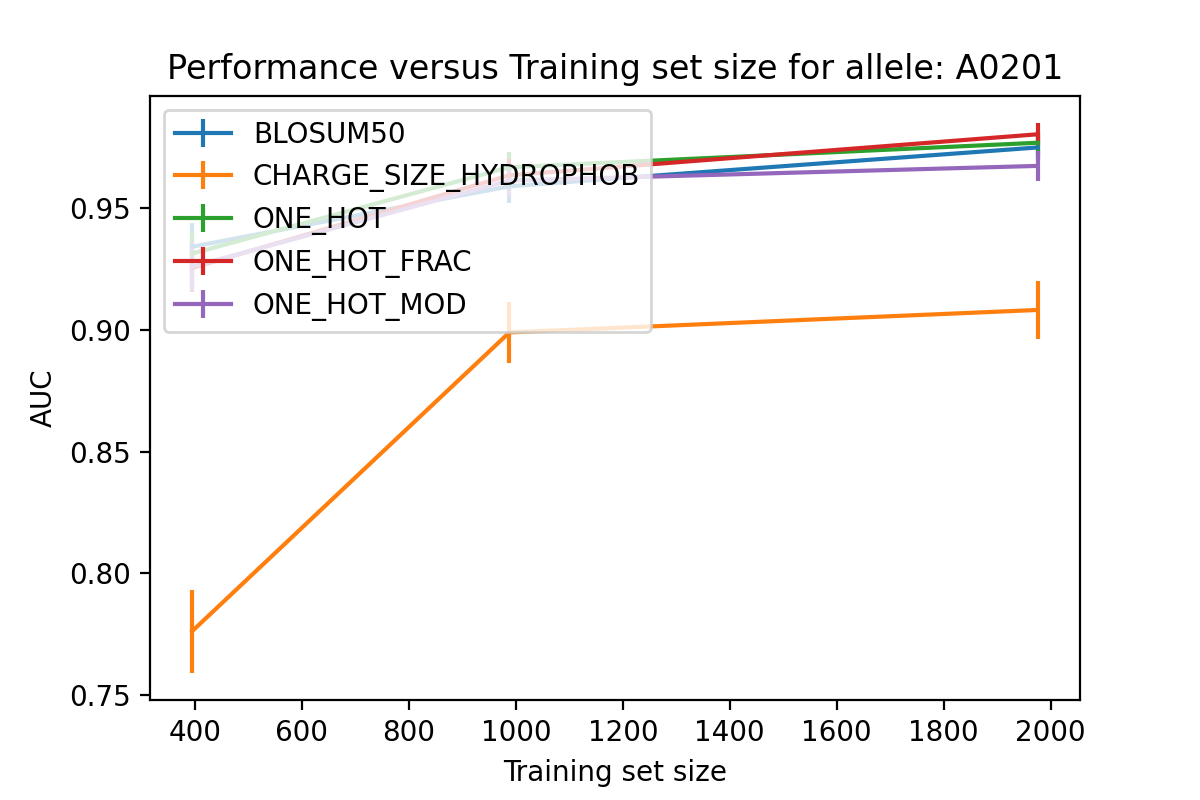 Performance versus Training set size for allele: A0201
BLOSUM50
CHARGE_SIZE_HYDROPHOB
ONE_HOT
ONE_HOT_FRAC
ONE_HOT_MOD
0.95
0.90
0.85
0.80
0.75
AUC
400 600 800 1000 1200 1400 1600 1800 2000
Training set size